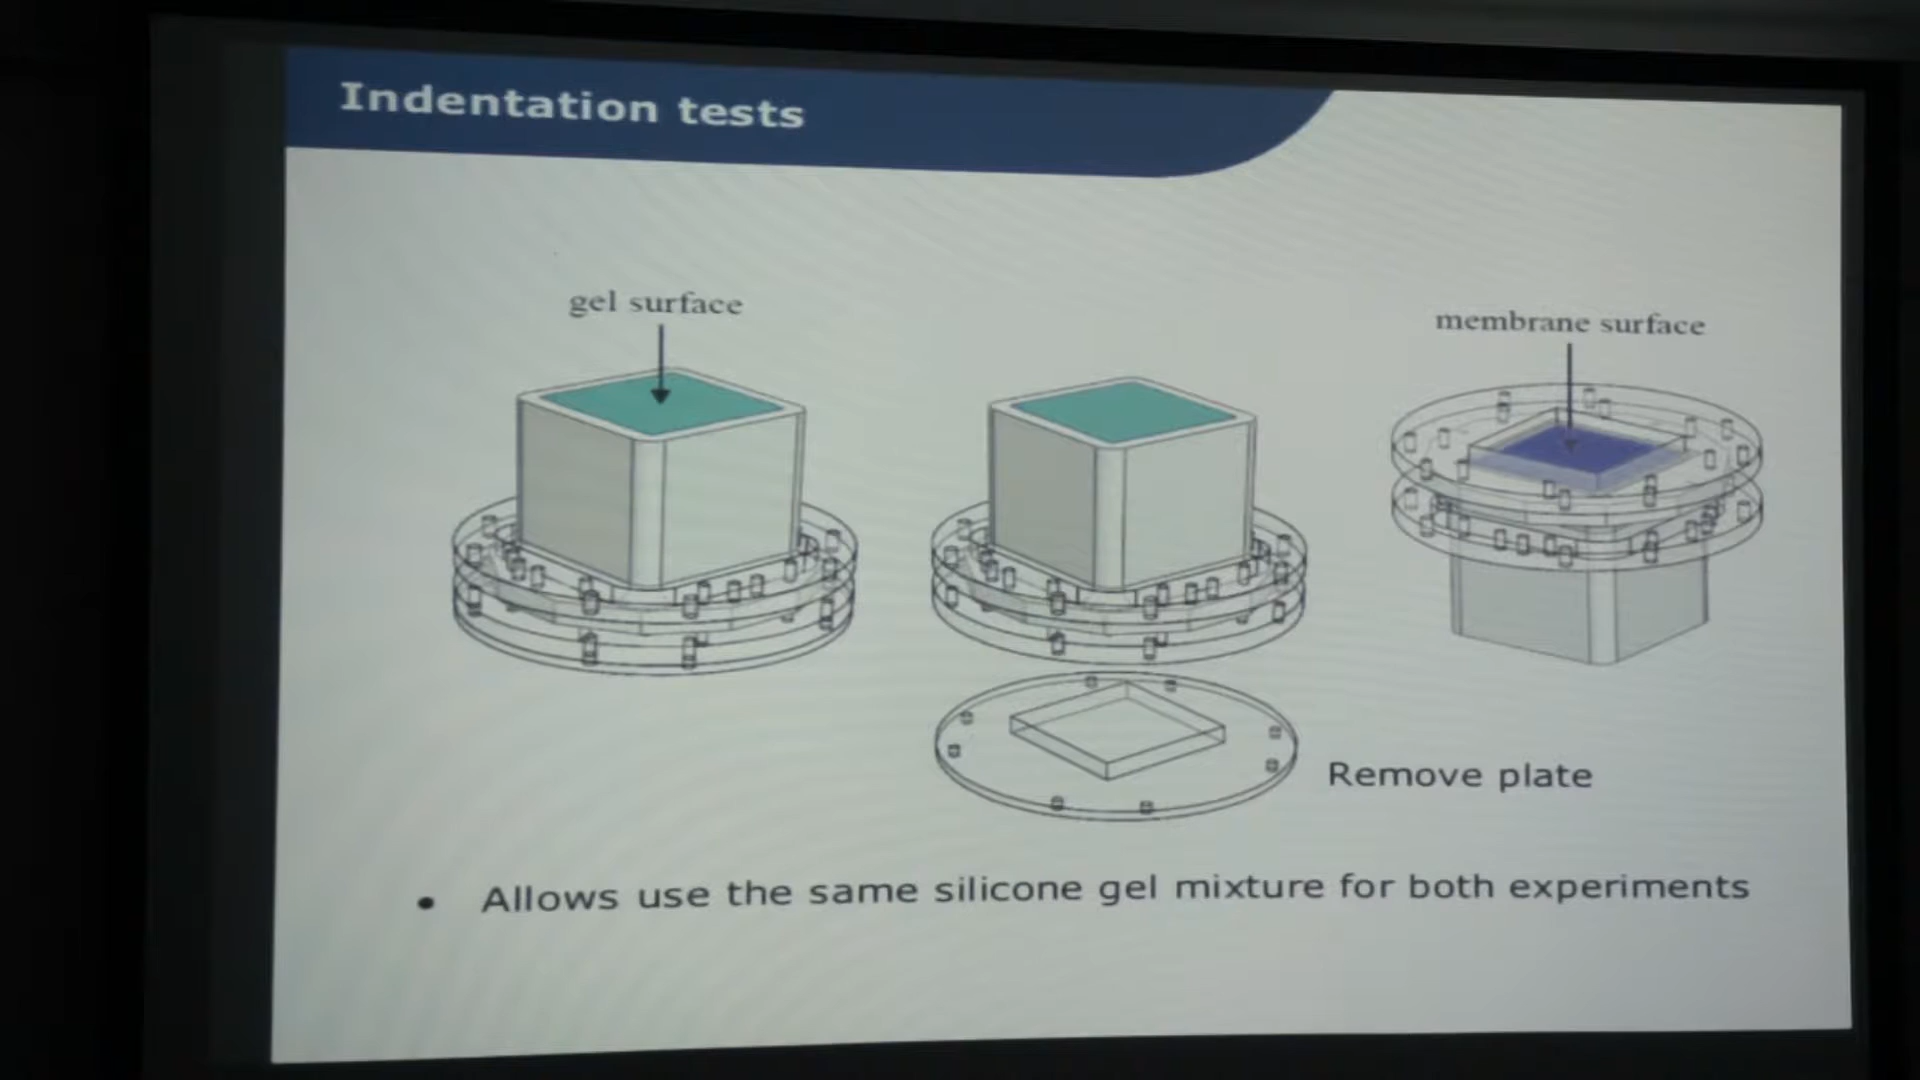 Indentation tests
gel surface
membrane surface
Remove plate
• Allows use the same silicone gel mixture for both experiments